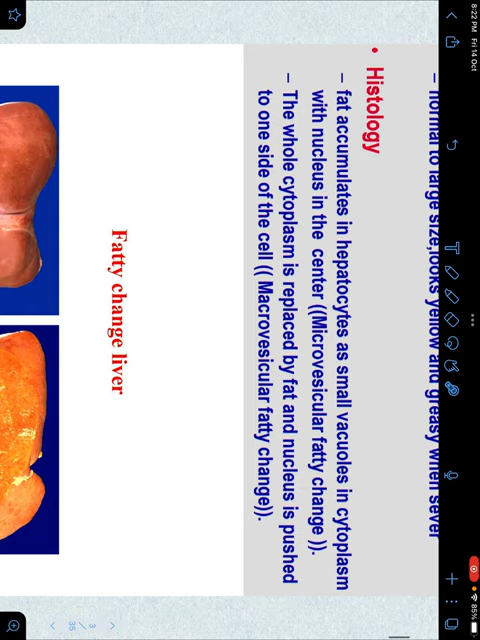 8:22 PM Fri 14 Oct
85%
– normal to large size,looks yellow and greasy when sever
• Histology
– fat accumulates in hepatocytes as small vacuoles in cytoplasm
with nucleus in the center ((Microvesicular fatty change )).
– The whole cytoplasm is replaced by fat and nucleus is pushed
to one side of the cell (( Macrovesicular fatty change)).
Fatty change liver
3 / 35